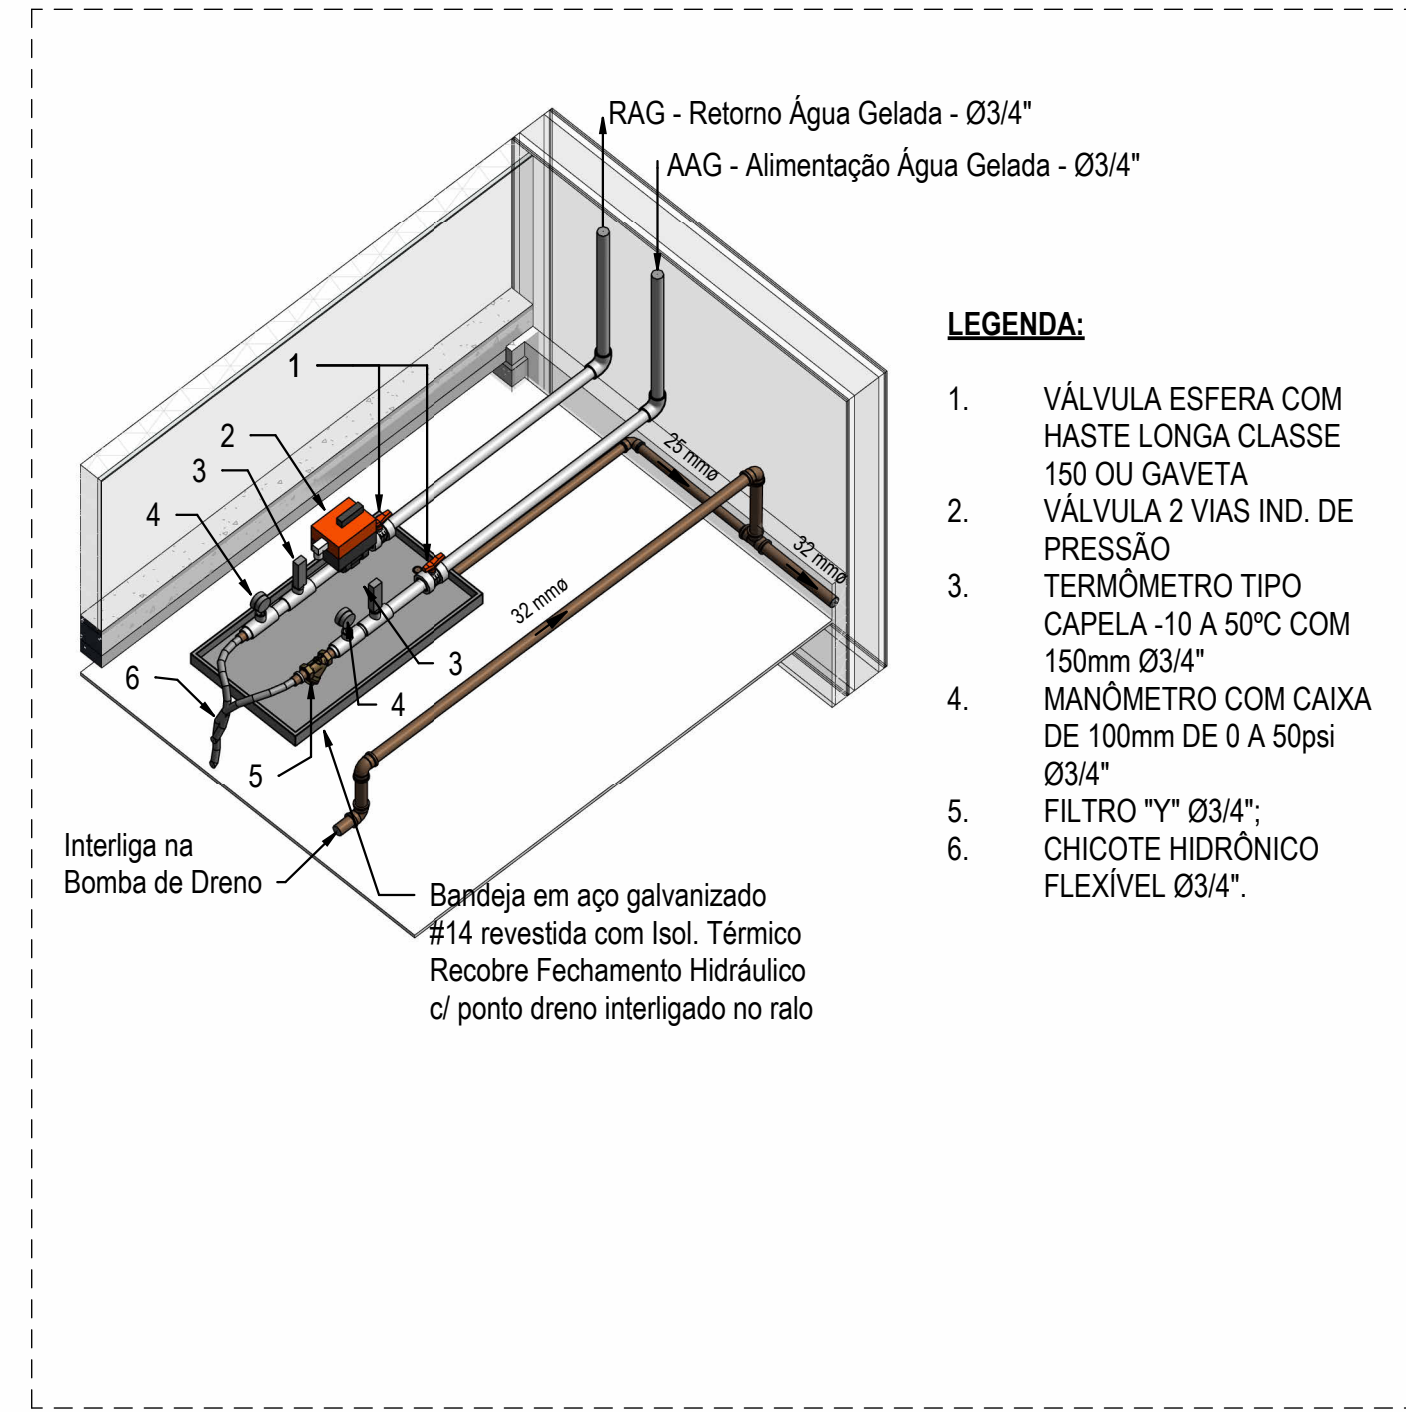 RAG - Retorno Água Gelada - Ø3/4"
AAG - Alimentação Água Gelada - Ø3/4"
LEGENDA:
1. VÁLVULA ESFERA COM
HASTE LONGA CLASSE
150 OU GAVETA
2. VÁLVULA 2 VIAS IND. DE
PRESSÃO
3. TERMÔMETRO TIPO
CAPELA -10 A 50ºC COM
150mm Ø3/4"
4. MANÔMETRO COM CAIXA
DE 100mm DE 0 A 50psi
Ø3/4"
5. FILTRO "Y" Ø3/4";
6. CHICOTE HIDRÔNICO
FLEXÍVEL Ø3/4".
1
2
3
4
25 mmø
32 mmø
32 mmø
3
6
4
5
Interliga na
Bomba de Dreno
Bandeja em aço galvanizado
#14 revestida com Isol. Térmico
Recobre Fechamento Hidráulico
c/ ponto dreno interligado no ralo